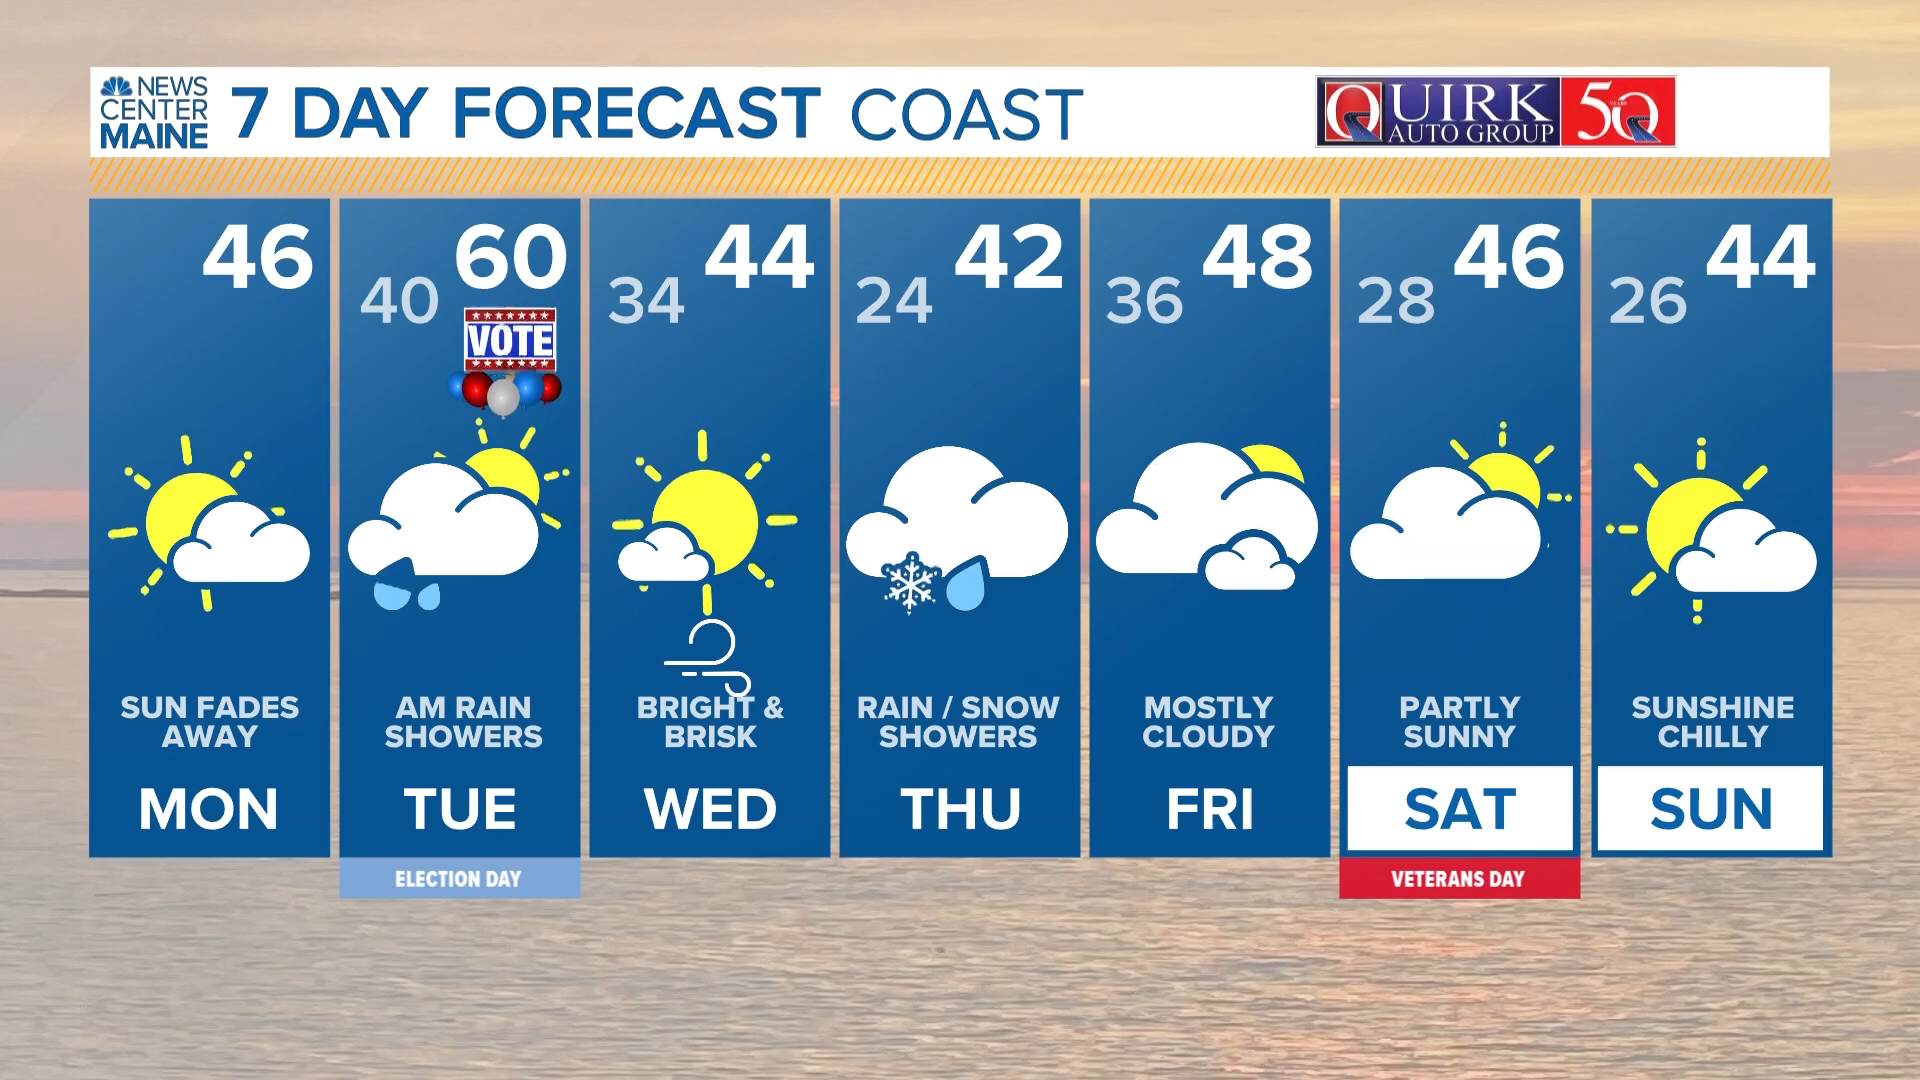 NEWS
CENTER
MAINE
7 DAY FORECAST COAST
QUIRK
AUTO GROUP
50
YEARS
46
SUN FADES
AWAY
MON
60
40
VOTE
AM RAIN
SHOWERS
TUE
ELECTION DAY
44
34
BRIGHT &
BRISK
WED
42
24
RAIN / SNOW
SHOWERS
THU
48
36
MOSTLY
CLOUDY
FRI
46
28
PARTLY
SUNNY
SAT
VETERANS DAY
44
26
SUNSHINE
CHILLY
SUN